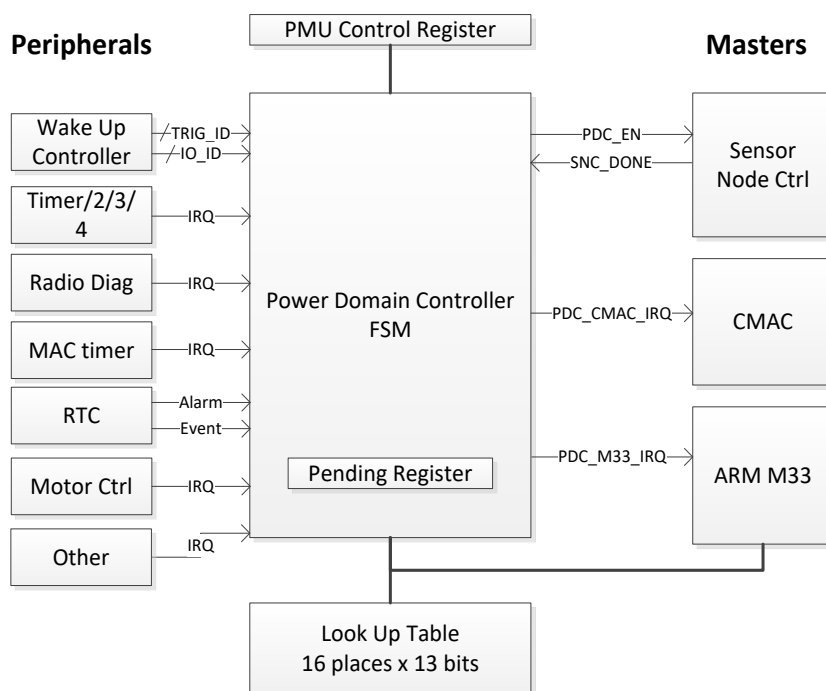 PMU Control Register
Peripherals
Masters
Wake Up
Controller
TRIG_ID
IO_ID
PDC_EN
SNC_DONE
Sensor
Node Ctrl
Timer/2/3/
4
IRQ
Radio Diag
IRQ
Power Domain Controller
FSM
PDC_CMAC_IRQ
CMAC
MAC timer
IRQ
RTC
Alarm
Event
PDC_M33_IRQ
ARM M33
Pending Register
Motor Ctrl
IRQ
Other
IRQ
Look Up Table
16 places x 13 bits